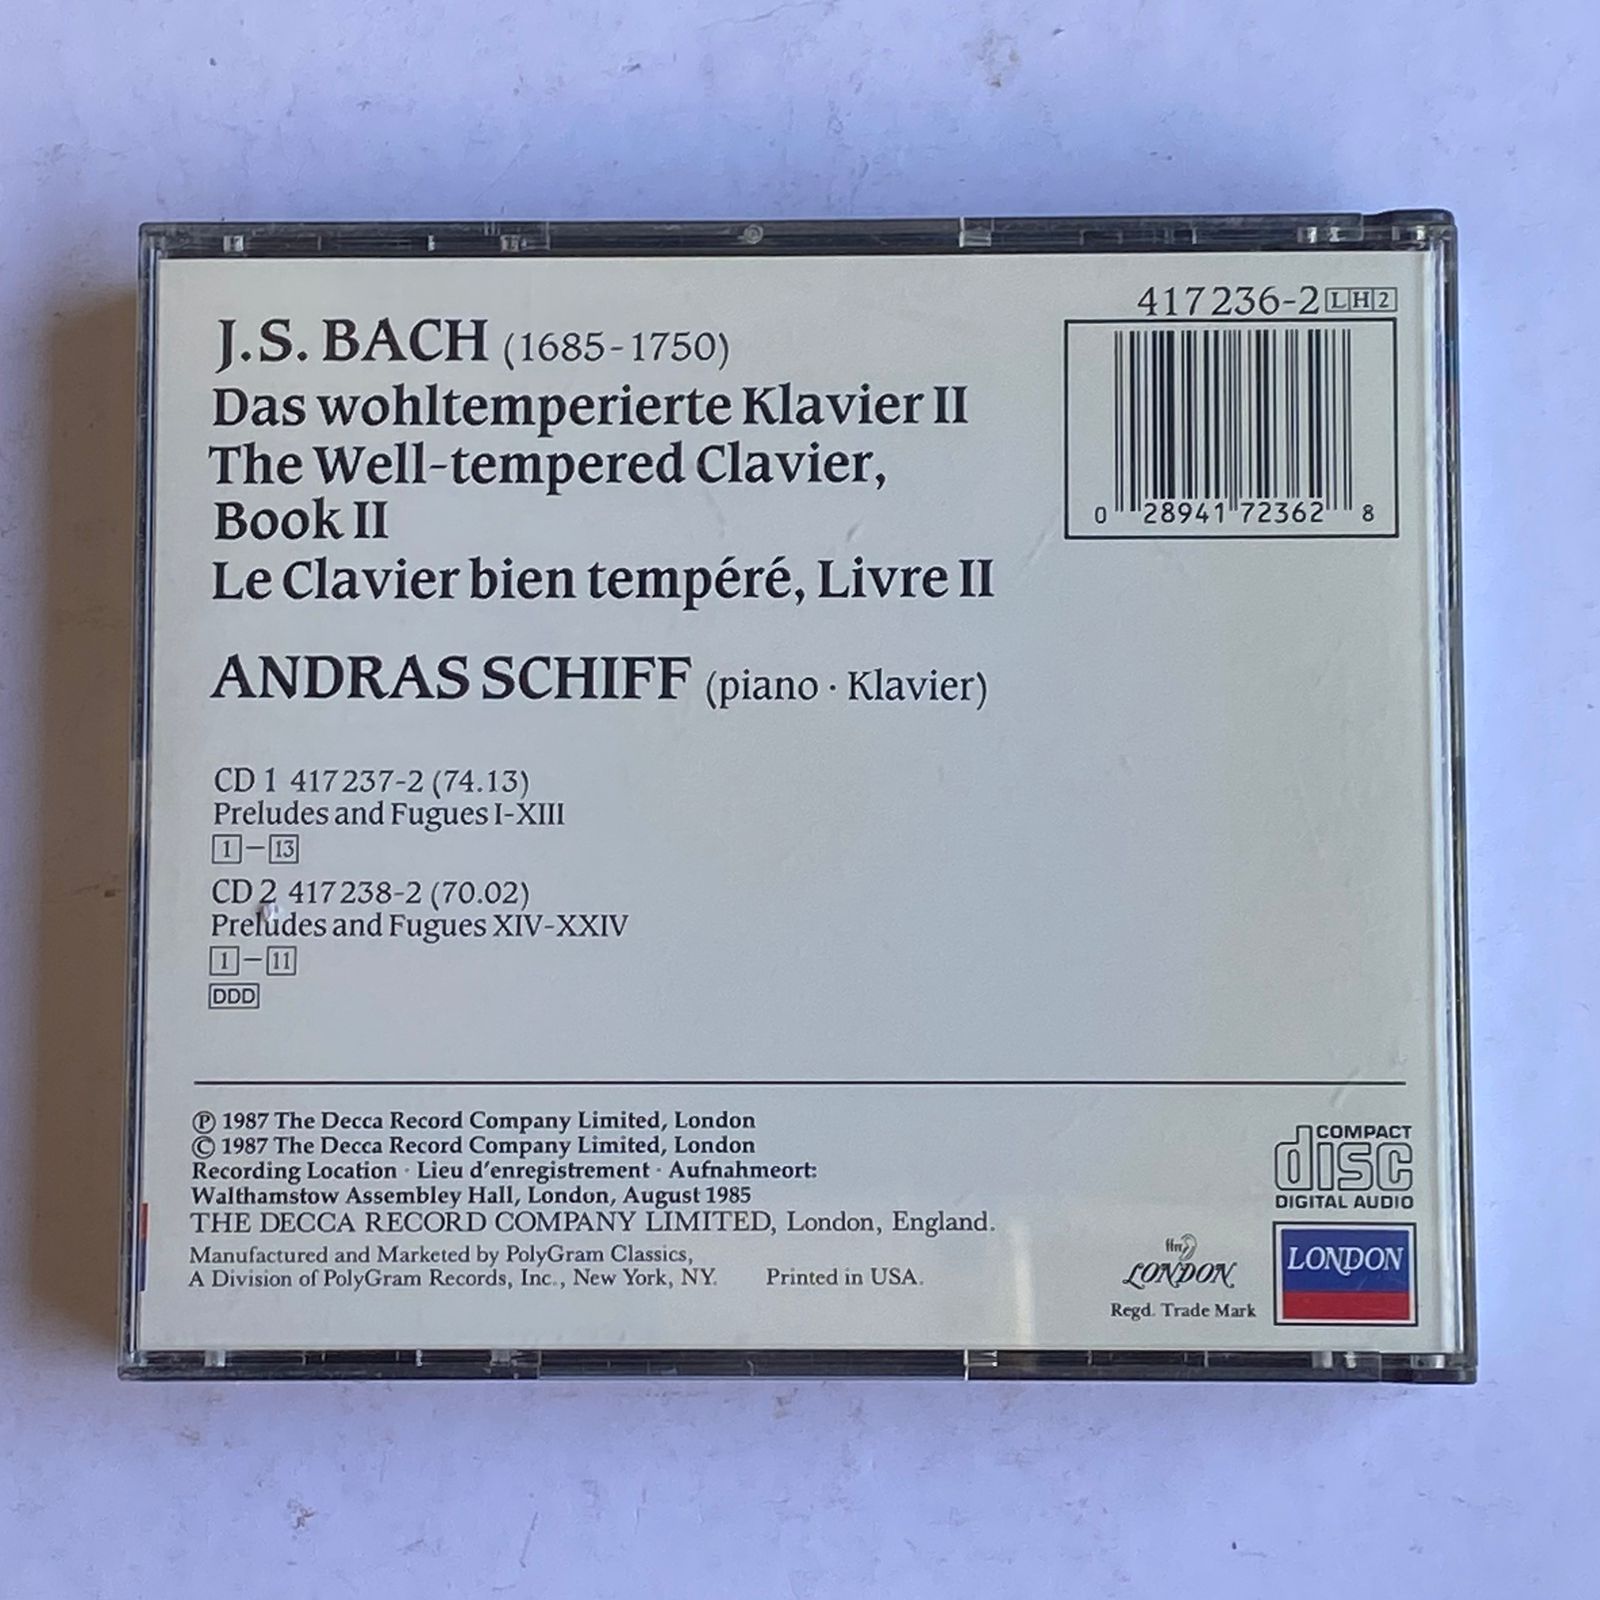 417 236-2 LH2
J.S. BACH (1685-1750)
Das wohltemperierte Klavier II
The Well-tempered Clavier,
Book II
Le Clavier bien tempéré, Livre II
0 28941 72362 8
ANDRAS SCHIFF (piano · Klavier)
CD 1 417 237-2 (74.13)
Preludes and Fugues I-XIII
1-13
CD 2 417 238-2 (70.02)
Preludes and Fugues XIV-XXIV
1-11
DDD
℗ 1987 The Decca Record Company Limited, London
© 1987 The Decca Record Company Limited, London
Recording Location · Lieu d'enregistrement · Aufnahmeort:
Walthamstow Assembley Hall, London, August 1985
THE DECCA RECORD COMPANY LIMITED, London, England.
Manufactured and Marketed by PolyGram Classics,
A Division of PolyGram Records, Inc., New York, NY. Printed in USA.
COMPACT
disc
DIGITAL AUDIO
ffrr
LONDON
Regd. Trade Mark
LONDON